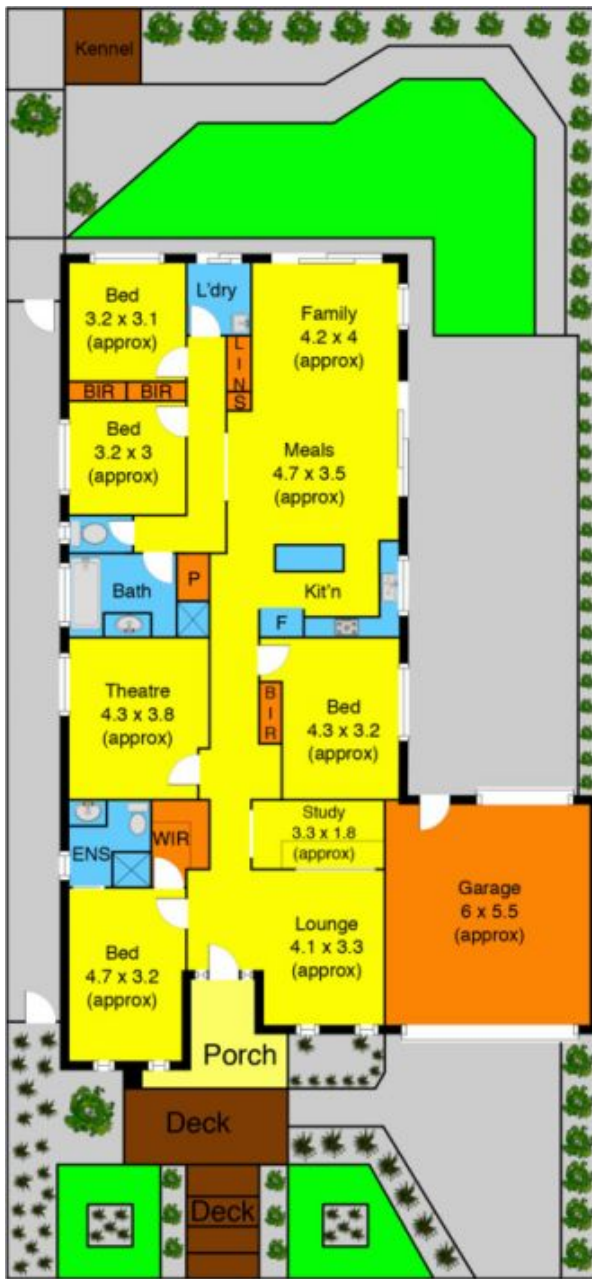 Kennel
L'dry
Bed
3.2 x 3.1
(approx)
Family
4.2 x 4
(approx)
L
I
N
S
BIR
BIR
Bed
3.2 x 3
(approx)
Meals
4.7 x 3.5
(approx)
Bath
P
Kit'n
F
Theatre
4.3 x 3.8
(approx)
B
I
R
Bed
4.3 x 3.2
(approx)
ENS
WIR
Study
3.3 x 1.8
(approx)
Garage
6 x 5.5
(approx)
Bed
4.7 x 3.2
(approx)
Lounge
4.1 x 3.3
(approx)
Porch
Deck
Deck